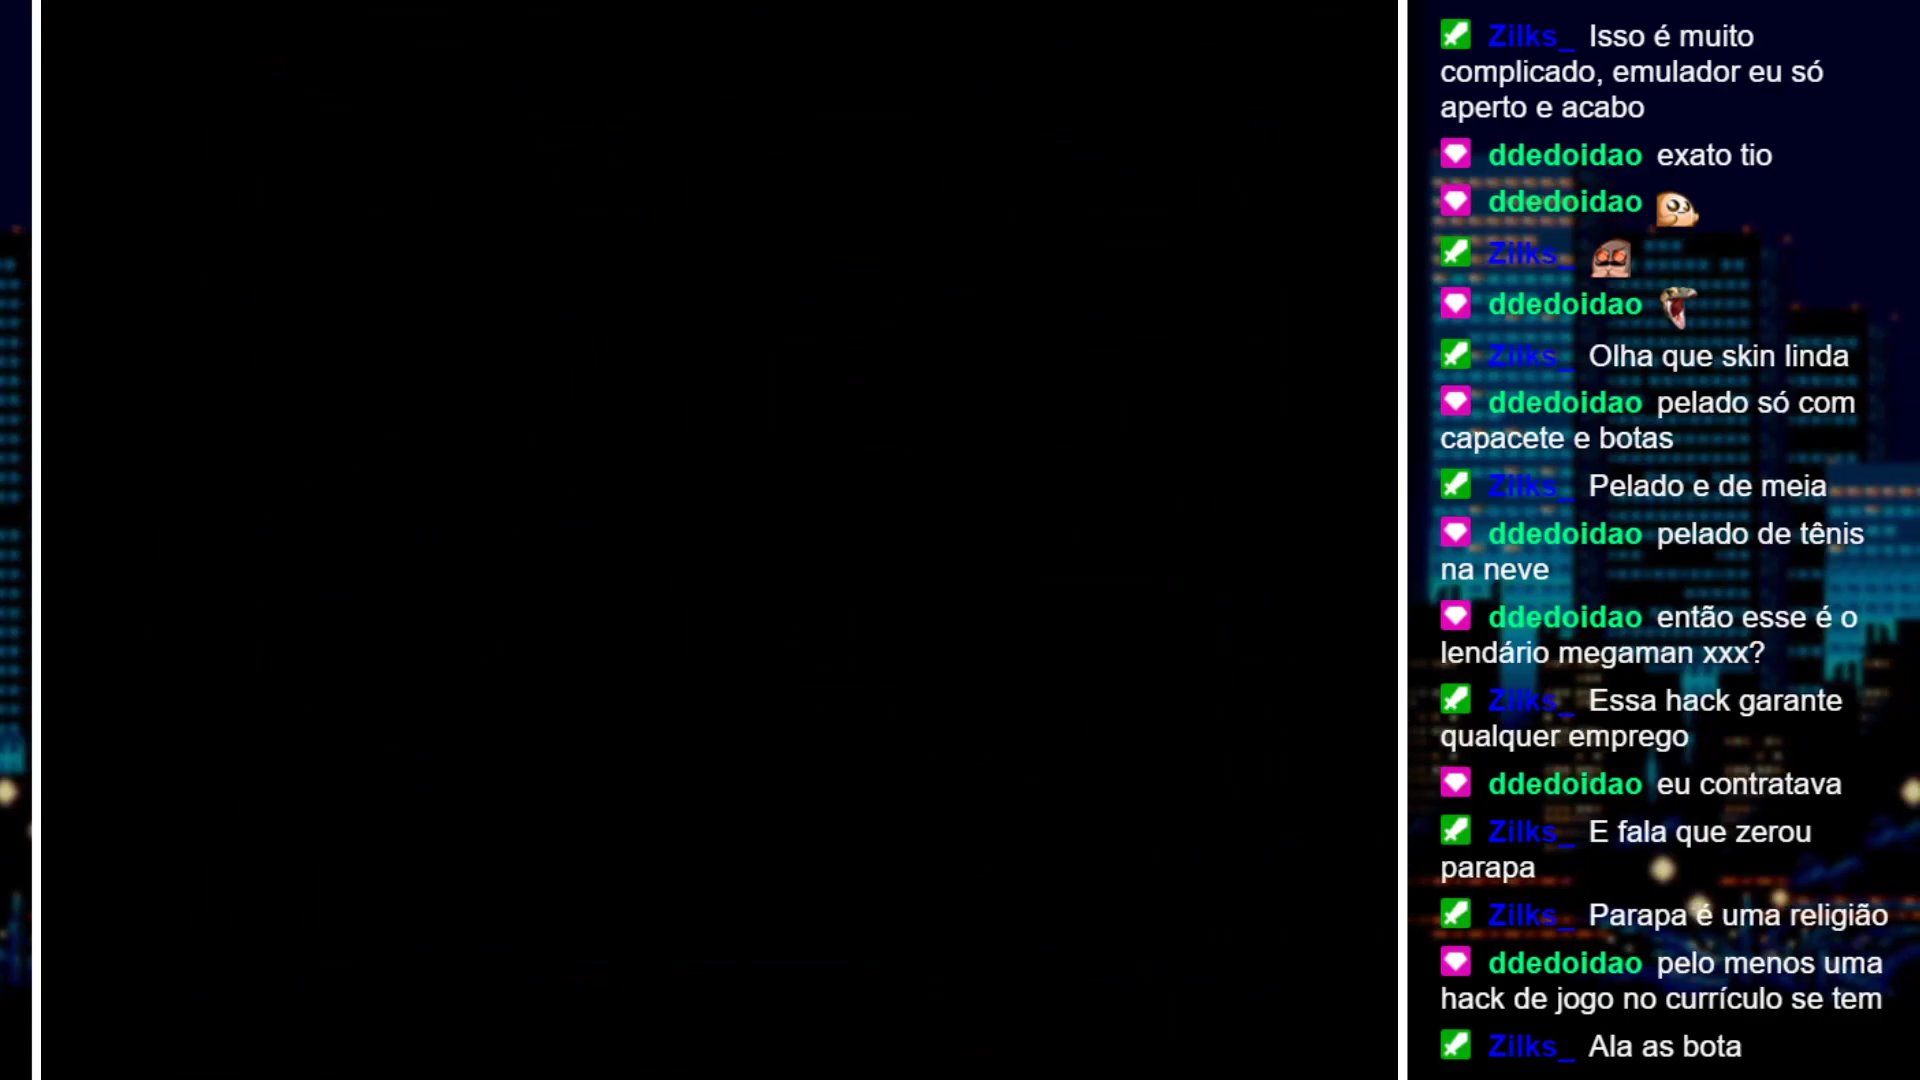 Zilks_ Isso é muito
complicado, emulador eu só
aperto e acabo
ddedoidao exato tio
ddedoidao
Zilks_
ddedoidao
Zilks_ Olha que skin linda
ddedoidao pelado só com
capacete e botas
Zilks_ Pelado e de meia
ddedoidao pelado de tênis
na neve
ddedoidao então esse é o
lendário megaman xxx?
Zilks_ Essa hack garante
qualquer emprego
ddedoidao eu contratava
Zilks_ E fala que zerou
parapa
Zilks_ Parapa é uma religião
ddedoidao pelo menos uma
hack de jogo no currículo se tem
Zilks_ Ala as bota